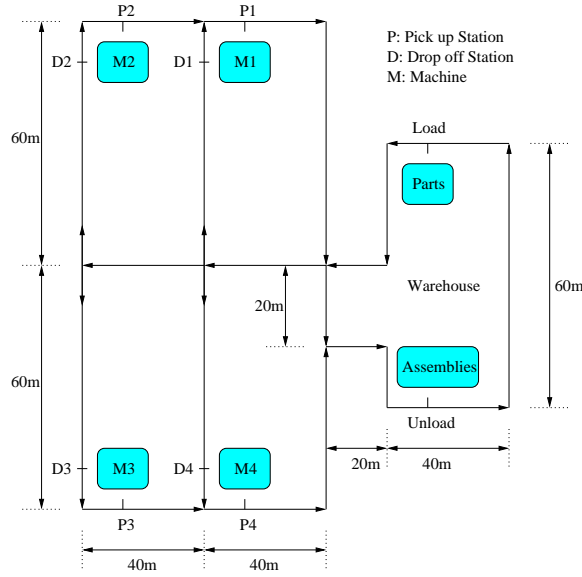 P2
P1
P: Pick up Station
D: Drop off Station
M: Machine
D2
M2
D1
M1
Load
60m
Parts
60m
Warehouse
20m
60m
Assemblies
Unload
D3
M3
D4
M4
20m
40m
P3
P4
40m
40m